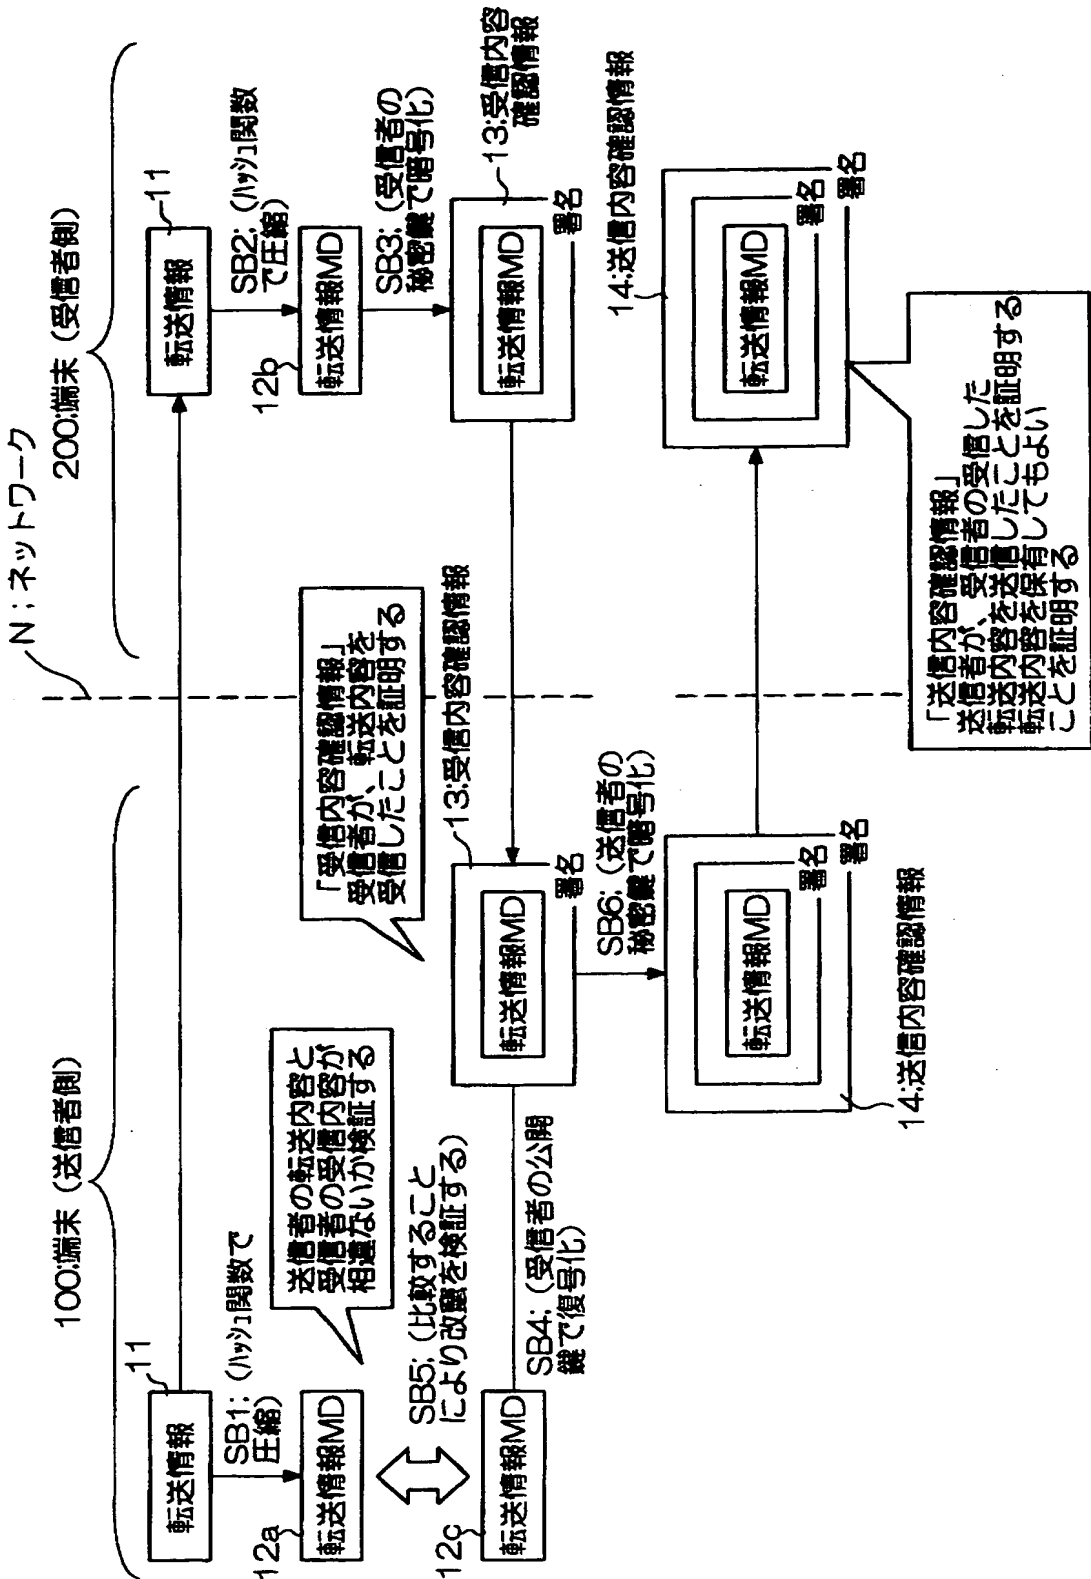 N;ネットワーク
100;端末(送信者側)
200;端末(受信者側)
11
転送情報
11
転送情報
SB1;(ハッシュ関数で
圧縮)
SB2;(ハッシュ関数
で圧縮)
12a
転送情報MD
送信者の転送内容と
受信者の受信内容が
相違ないか検証する
「受信内容確認情報」
受信者が、転送内容を
受信したことを証明する
12b
転送情報MD
SB3;(受信者の
秘密鍵で暗号化)
SB5;(比較すること
により改竄を検証する)
13:受信内容確認情報
13:受信内容
確認情報
12c
転送情報MD
転送情報MD
署名
転送情報MD
署名
SB4;(受信者の公開
鍵で復号化)
SB6;(送信者の
秘密鍵で暗号化)
14:送信内容確認情報
転送情報MD
署名
署名
転送情報MD
署名
署名
14:送信内容確認情報
「送信内容確認情報」
送信者が、受信者の受信した
転送内容を送信したことを証明する
転送内容を保有してもよい
ことを証明する